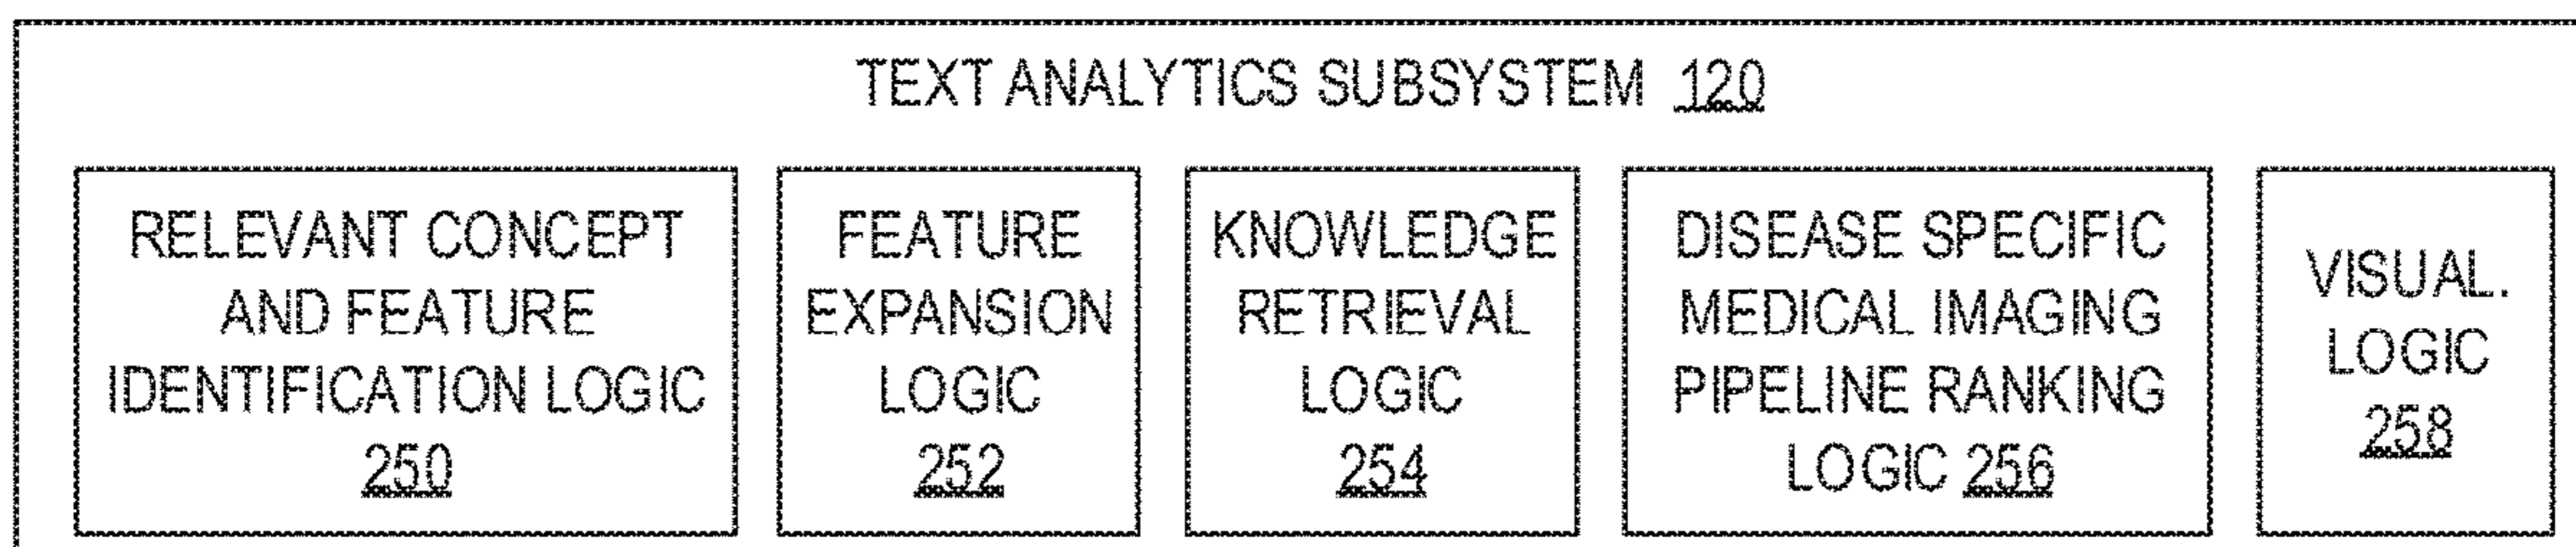 TEXT ANALYTICS SUBSYSTEM 120
RELEVANT CONCEPT
AND FEATURE
IDENTIFICATION LOGIC
250
FEATURE
EXPANSION
LOGIC
252
KNOWLEDGE
RETRIEVAL
LOGIC
254
DISEASE SPECIFIC
MEDICAL IMAGING
PIPELINE RANKING
LOGIC 256
VISUAL.
LOGIC
258